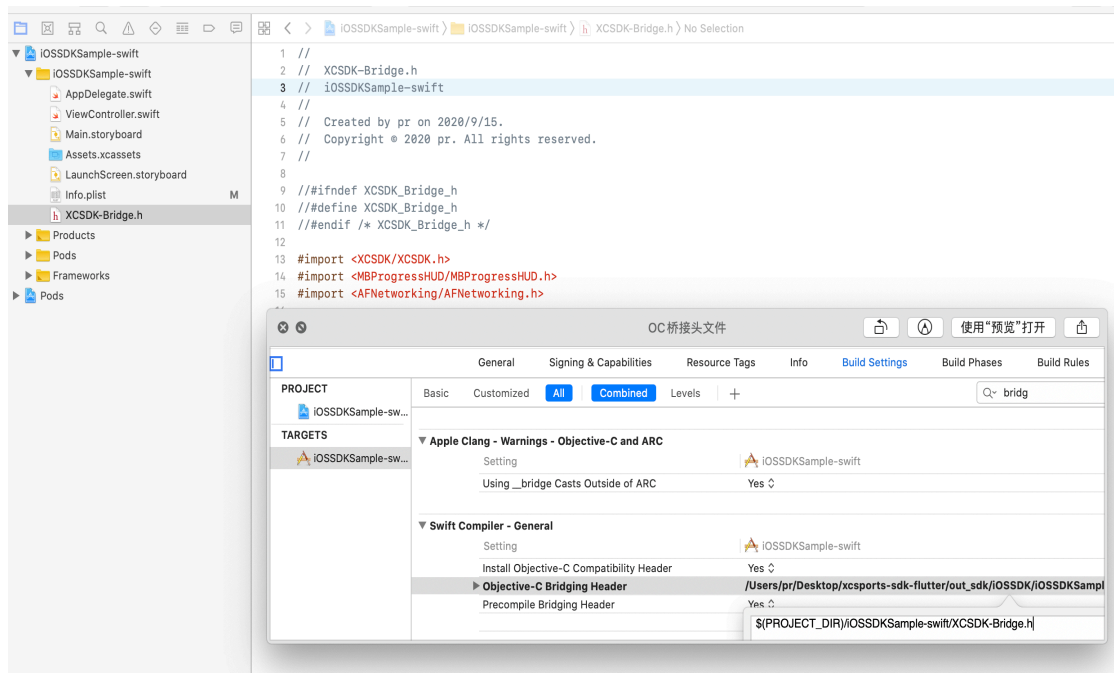 iOSSDKSample-swift
iOSSDKSample-swift
AppDelegate.swift
ViewController.swift
Main.storyboard
Assets.xcassets
LaunchScreen.storyboard
Info.plist M
h XCSDK-Bridge.h
Products
Pods
Frameworks
Pods
iOSSDKSample-swift iOSSDKSample-swift h XCSDK-Bridge.h No Selection
1 //
2 // XCSDK-Bridge.h
3 // iOSSDKSample-swift
4 //
5 // Created by pr on 2020/9/15.
6 // Copyright © 2020 pr. All rights reserved.
7 //
8
9 //#ifndef XCSDK_Bridge_h
10 //#define XCSDK_Bridge_h
11 //#endif /* XCSDK_Bridge_h */
12
13 #import <XCSDK/XCSDK.h>
14 #import <MBProgressHUD/MBProgressHUD.h>
15 #import <AFNetworking/AFNetworking.h>
OC桥接头文件
使用“预览”打开
General Signing & Capabilities Resource Tags Info Build Settings Build Phases Build Rules
PROJECT
iOSSDKSample-sw...
TARGETS
iOSSDKSample-sw...
Basic Customized All Combined Levels + bridg
Apple Clang - Warnings - Objective-C and ARC
Setting iOSSDKSample-swift
Using __bridge Casts Outside of ARC Yes
Swift Compiler - General
Setting iOSSDKSample-swift
Install Objective-C Compatibility Header Yes
Objective-C Bridging Header /Users/pr/Desktop/xcsports-sdk-flutter/out_sdk/iOSSDK/iOSSDKSampl
Precompile Bridging Header Yes
$(PROJECT_DIR)/iOSSDKSample-swift/XCSDK-Bridge.h